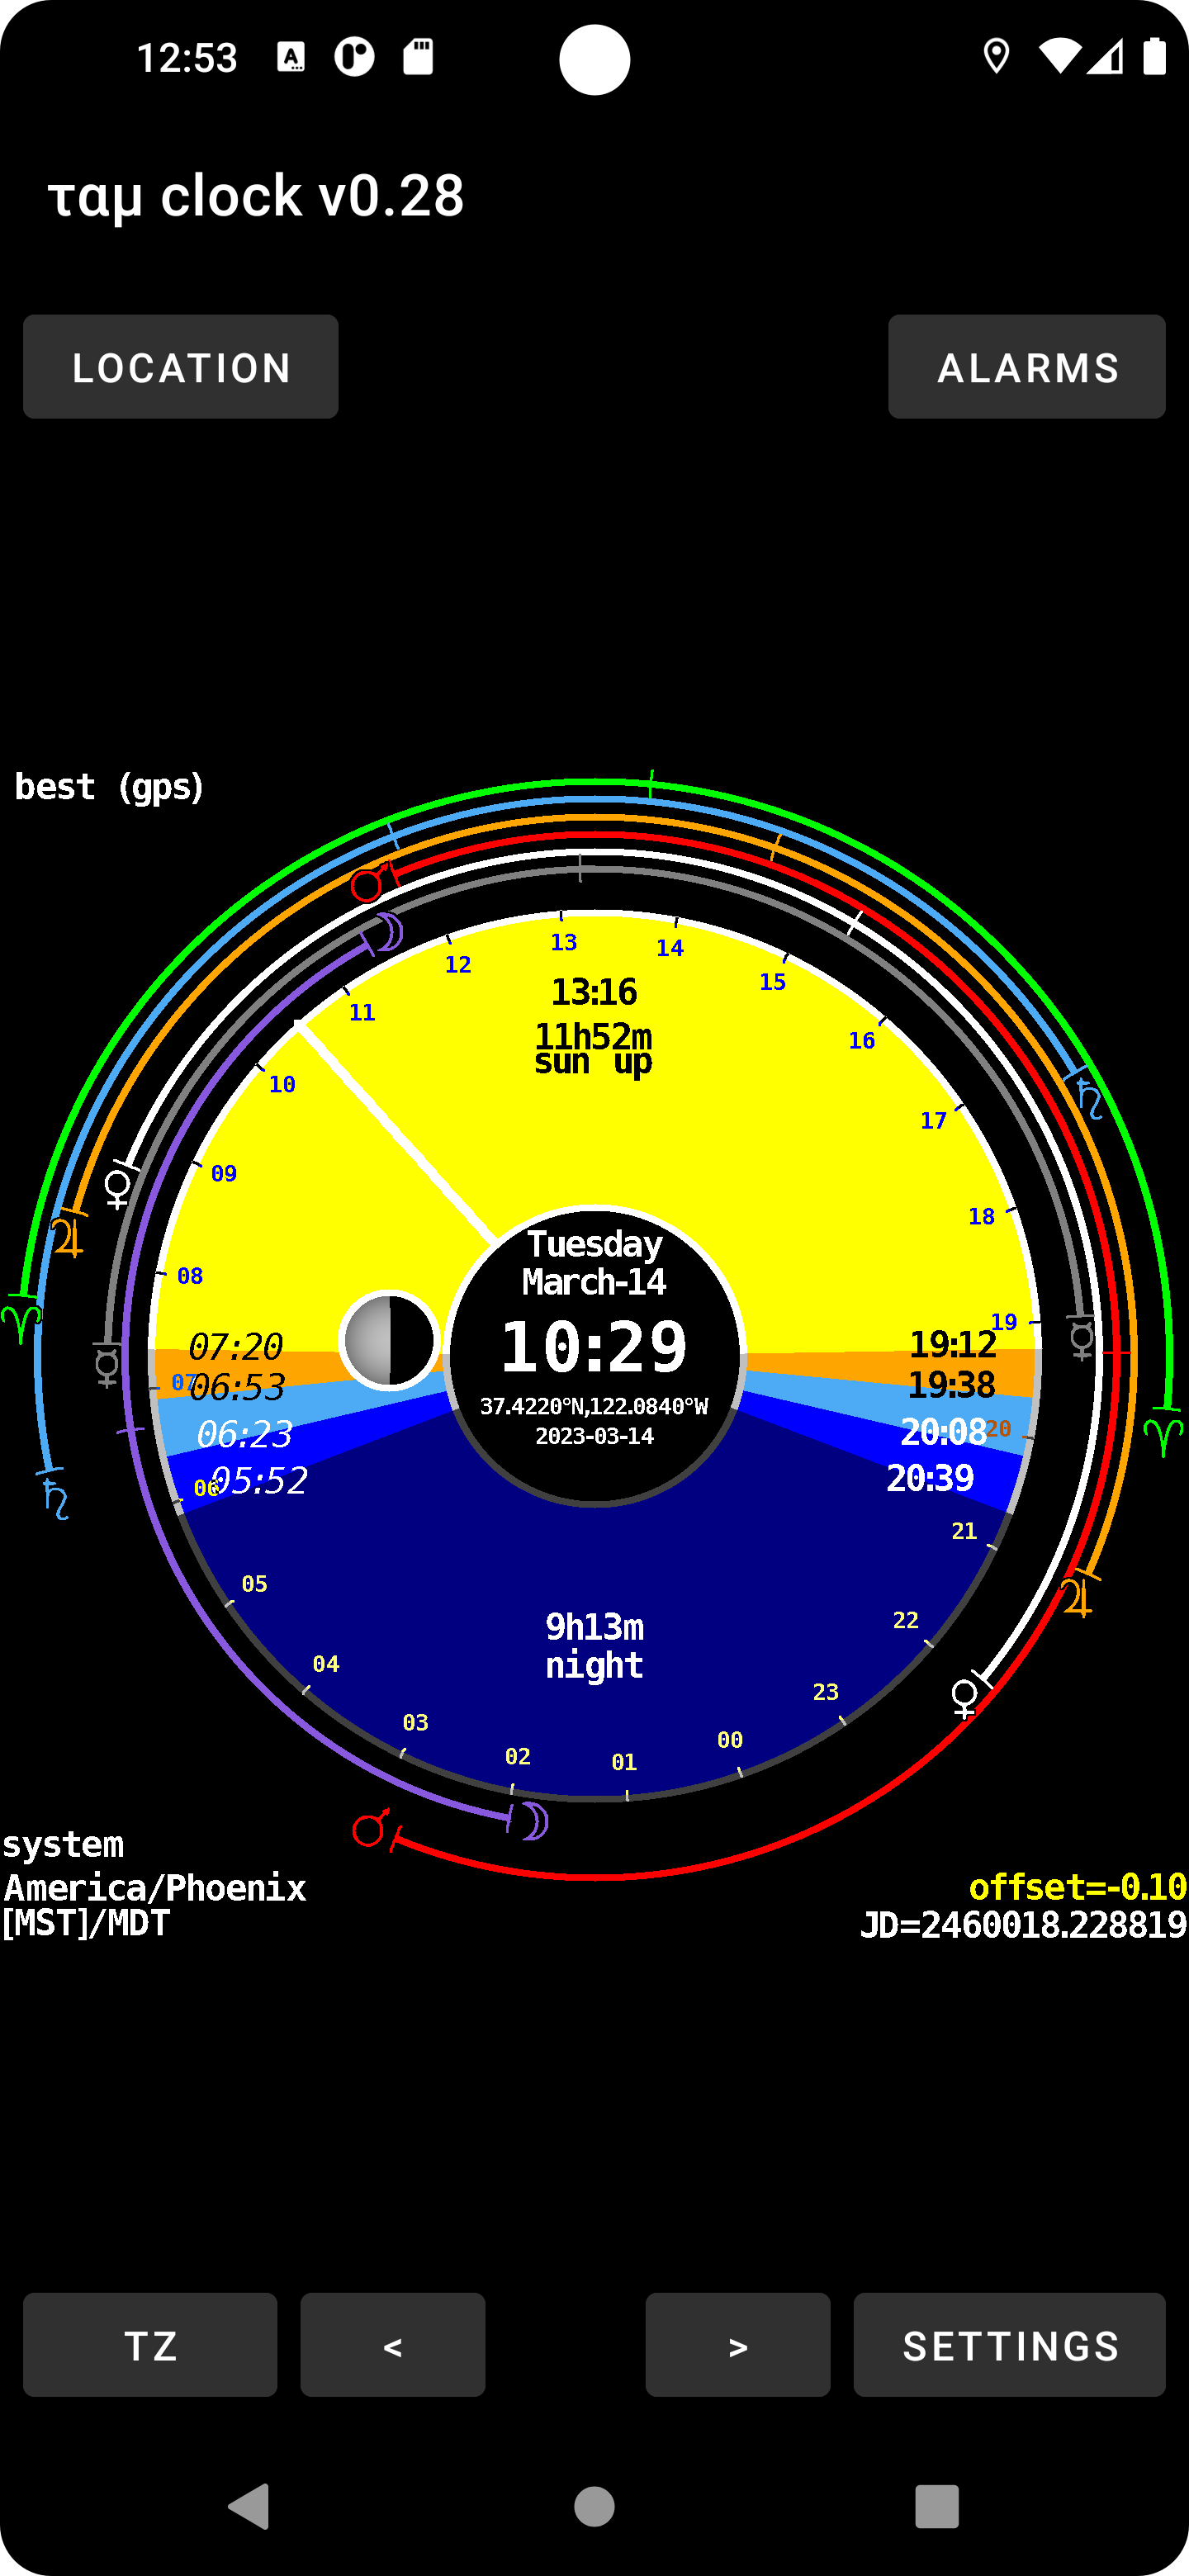 12:53
ταμ clock v0.28
LOCATION
ALARMS
best (gps)
13
14
12
15
13:16
11
11h52m
16
sun up
10
17
09
18
Tuesday
08
March-14
19
07:20
10:29
19:12
07
06:53
19:38
37.4220°N,122.0840°W
06:23
20:08
20
2023-03-14
06
05:52
20:39
21
05
22
9h13m
04
night
23
03
00
02
01
system
America/Phoenix
offset=-0.10
[MST]/MDT
JD=2460018.228819
TZ
<
>
SETTINGS